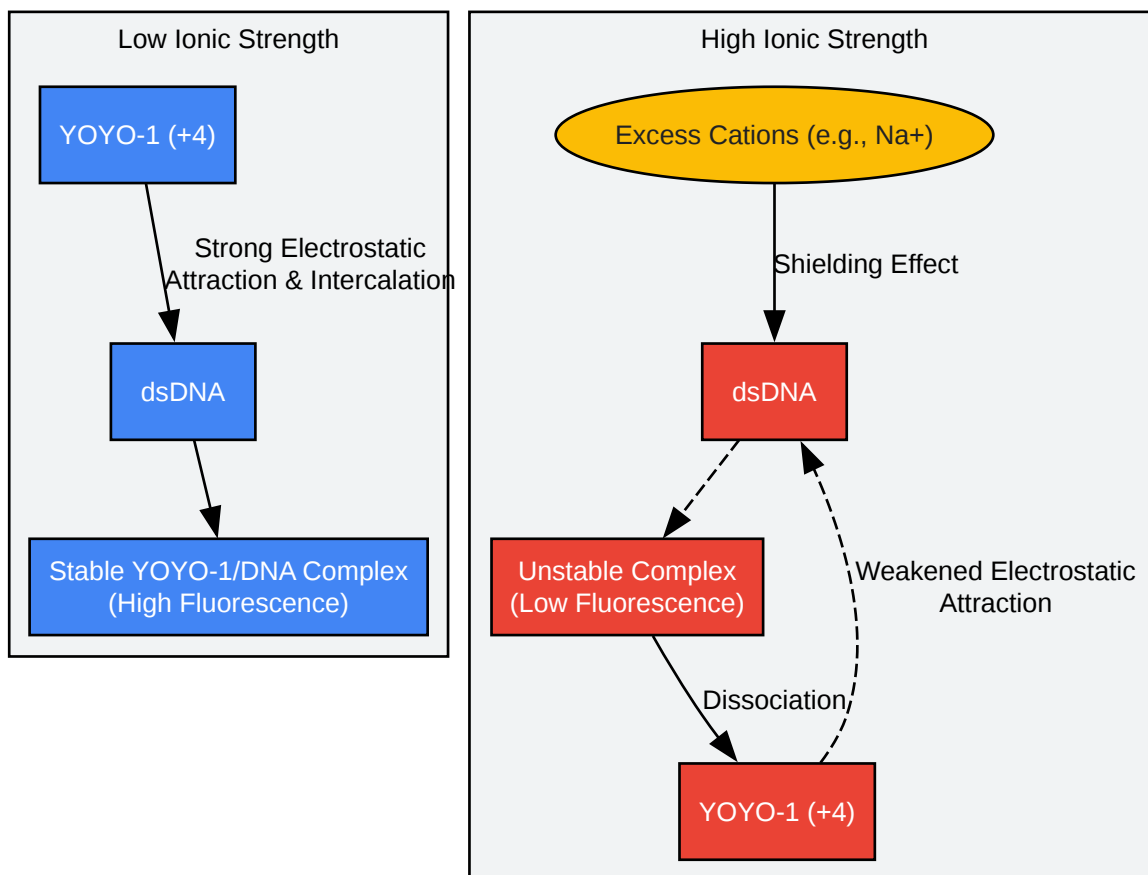 Low Ionic Strength
YOYO-1 (+4)
Strong Electrostatic
Attraction & Intercalation
dsDNA
Stable YOYO-1/DNA Complex
(High Fluorescence)
High Ionic Strength
Excess Cations (e.g., Na+)
Shielding Effect
dsDNA
Unstable Complex
(Low Fluorescence)
Weakened Electrostatic
Attraction
Dissociation
YOYO-1 (+4)